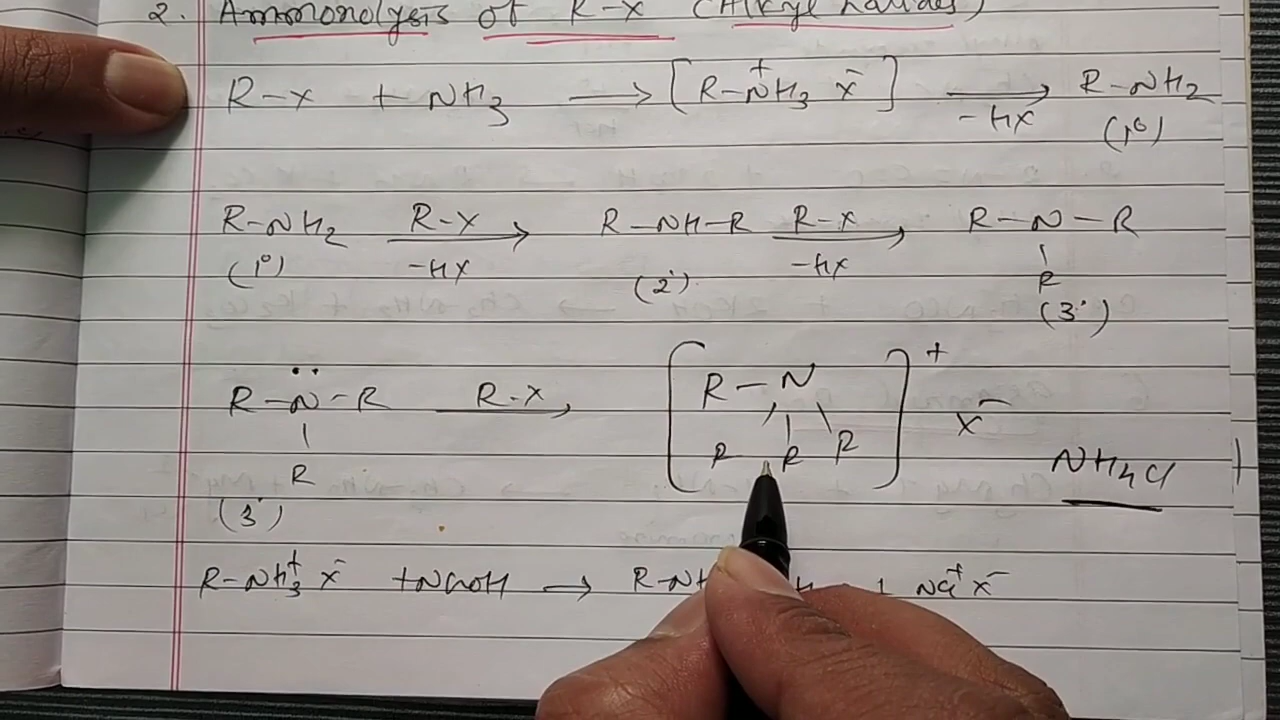 2. Ammonolysis of R-X (Alkyl halides)
R-X + NH3 ⟶ [R-N⁺H3 X⁻] ⟶ R-NH2
-HX (1°)
R-NH2 R-X ⟶ R-NH-R R-X ⟶ R-N-R
(1°) -HX (2°) -HX R
(3°)
R-N̈-R R-X ⟶ [R-N]⁺ X⁻
R R R R NH4Cl
(3°)
R-NH3⁺ X⁻ + NaOH ⟶ R-NH + Na⁺X⁻